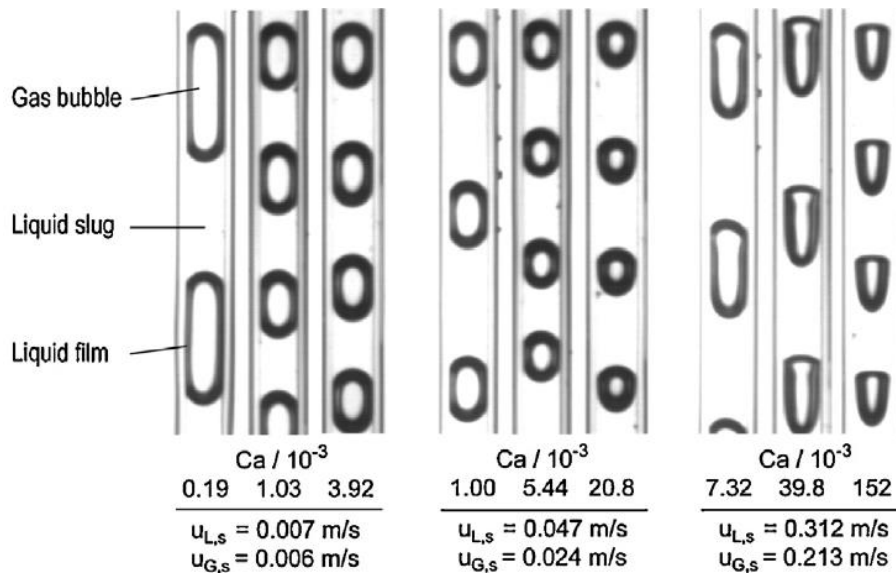 Gas bubble
Liquid slug
Liquid film
Ca / 10⁻³
0.19 1.03 3.92
u_L,s = 0.007 m/s
u_G,s = 0.006 m/s
Ca / 10⁻³
1.00 5.44 20.8
u_L,s = 0.047 m/s
u_G,s = 0.024 m/s
Ca / 10⁻³
7.32 39.8 152
u_L,s = 0.312 m/s
u_G,s = 0.213 m/s